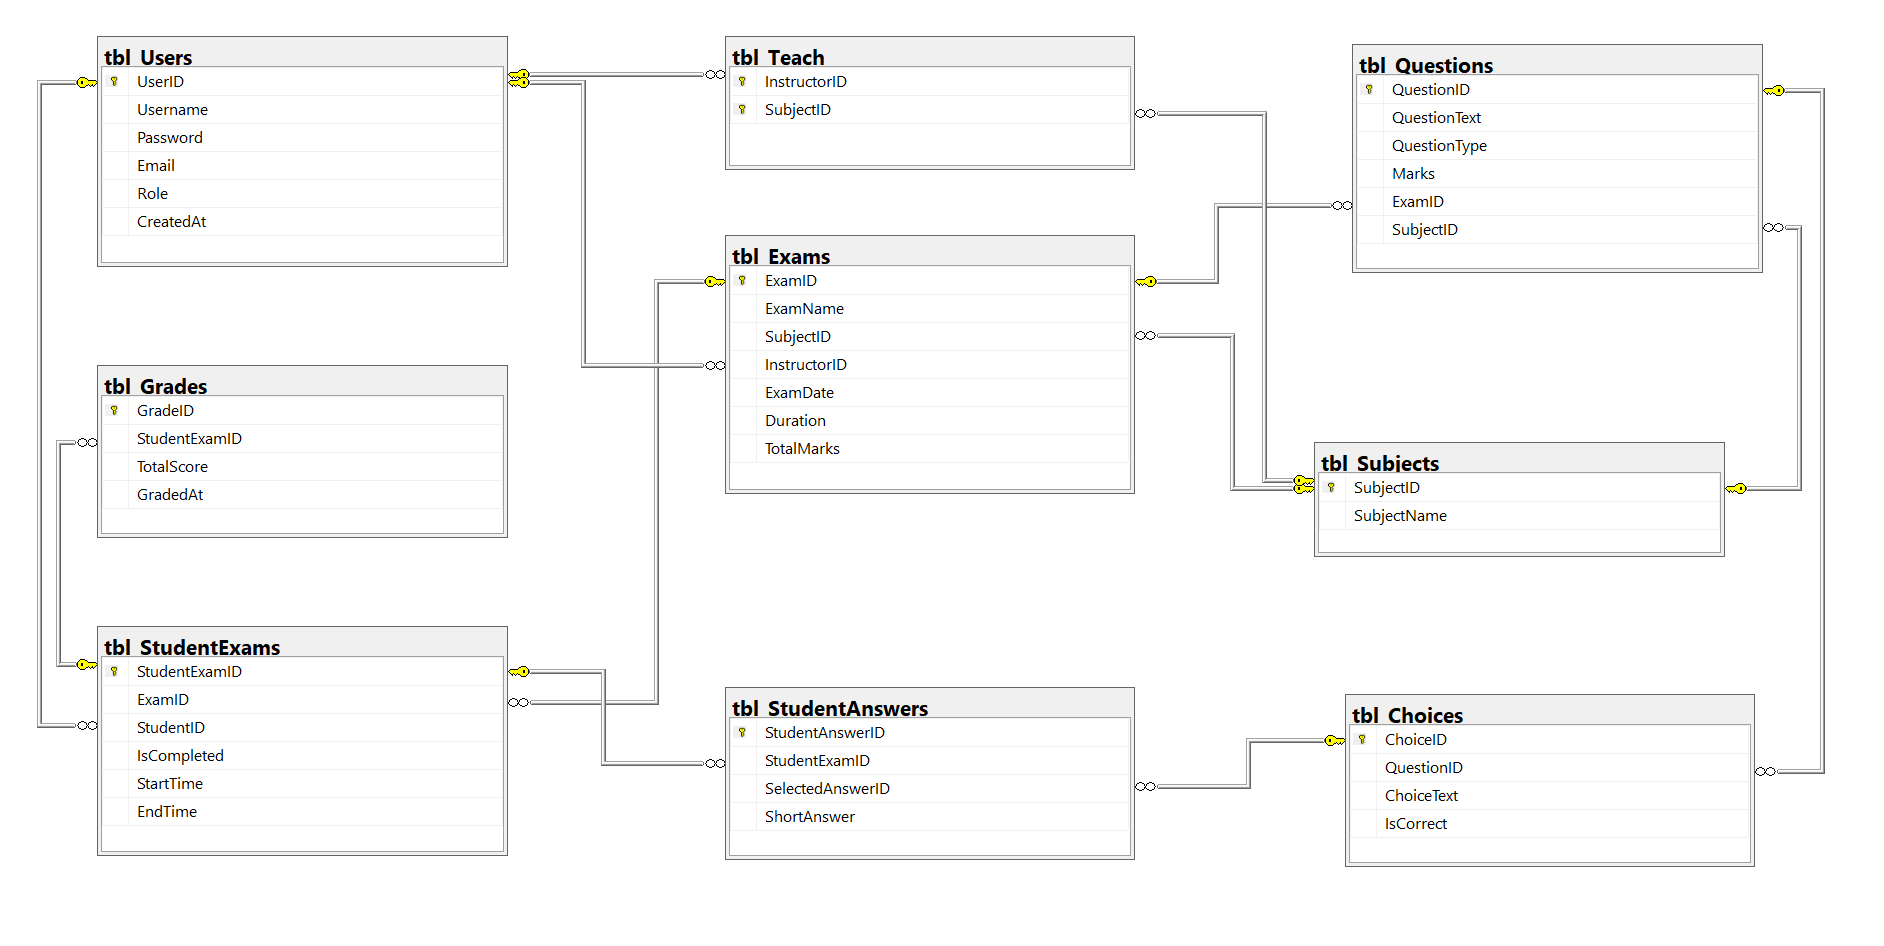 tbl_Users
UserID
Username
Password
Email
Role
CreatedAt
tbl_Teach
InstructorID
SubjectID
tbl_Questions
QuestionID
QuestionText
QuestionType
Marks
ExamID
SubjectID
tbl_Exams
ExamID
ExamName
SubjectID
InstructorID
ExamDate
Duration
TotalMarks
tbl_Grades
GradeID
StudentExamID
TotalScore
GradedAt
tbl_Subjects
SubjectID
SubjectName
tbl_StudentExams
StudentExamID
ExamID
StudentID
IsCompleted
StartTime
EndTime
tbl_StudentAnswers
StudentAnswerID
StudentExamID
SelectedAnswerID
ShortAnswer
tbl_Choices
ChoiceID
QuestionID
ChoiceText
IsCorrect